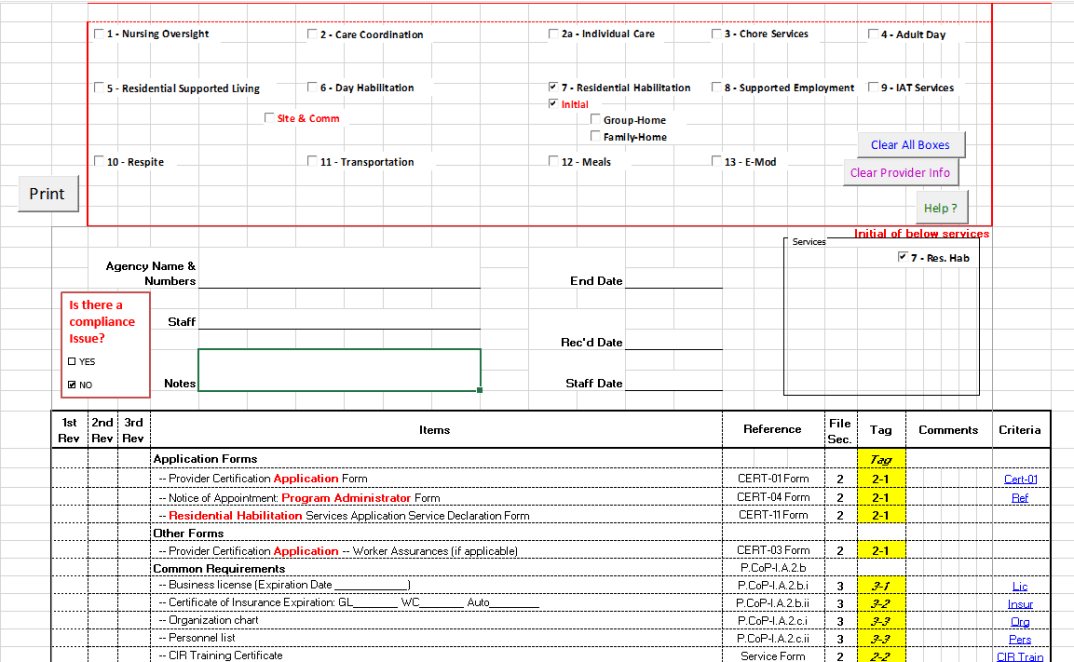 1 - Nursing Oversight 2 - Care Coordination 2a - Individual Care 3 - Chore Services 4 - Adult Day
5 - Residential Supported Living 6 - Day Habilitation 7 - Residential Habilitation 8 - Supported Employment 9 - IAT Services
Initial
Site & Comm
Group-Home
Family-Home
Clear All Boxes
10 - Respite 11 - Transportation 12 - Meals 13 - E-Mod
Clear Provider Info
Print
Help ?
Initial of below services
Services
7 - Res. Hab
Agency Name &
Numbers
End Date
Is there a
compliance
Issue?
YES
NO
Staff
Rec'd Date
Notes
Staff Date
1st Rev 2nd Rev 3rd Rev Items Reference File Sec. Tag Comments Criteria
Application Forms Tag
-- Provider Certification Application Form CERT-01 Form 2 2-1 Cert-01
-- Notice of Appointment: Program Administrator Form CERT-04 Form 2 2-1 Ref
-- Residential Habilitation Services Application Service Declaration Form CERT-11 Form 2 2-1
Other Forms
-- Provider Certification Application -- Worker Assurances (if applicable) CERT-03 Form 2 2-1
Common Requirements P.CoP-I.A.2.b
-- Business license (Expiration Date ____________) P.CoP-I.A.2.b.i 3 3-1 Lic
-- Certificate of Insurance Expiration: GL_______ WC_______ Auto________ P.CoP-I.A.2.b.ii 3 3-2 Insur
-- Organization chart P.CoP-I.A.2.c.i 3 3-3 Org
-- Personnel list P.CoP-I.A.2.c.ii 3 3-3 Pers
-- CIR Training Certificate Service Form 2 2-2 CIR Train